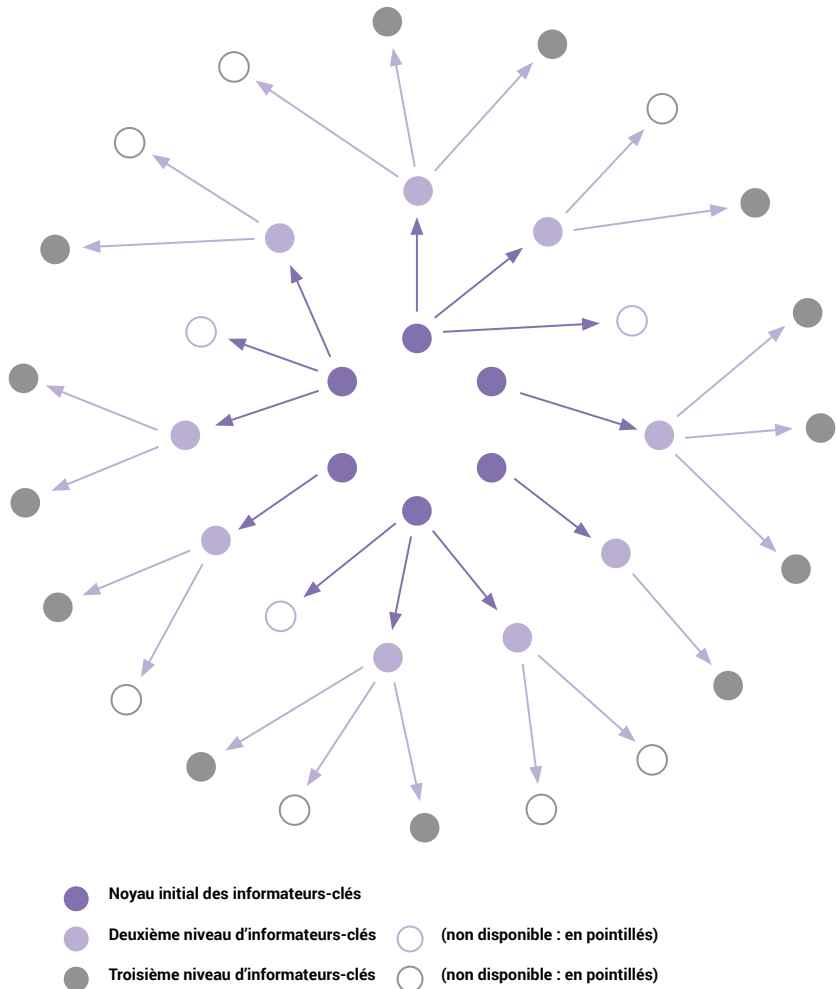 Noyau initial des informateurs-clés
Deuxième niveau d’informateurs-clés (non disponible : en pointillés)
Troisième niveau d’informateurs-clés (non disponible : en pointillés)